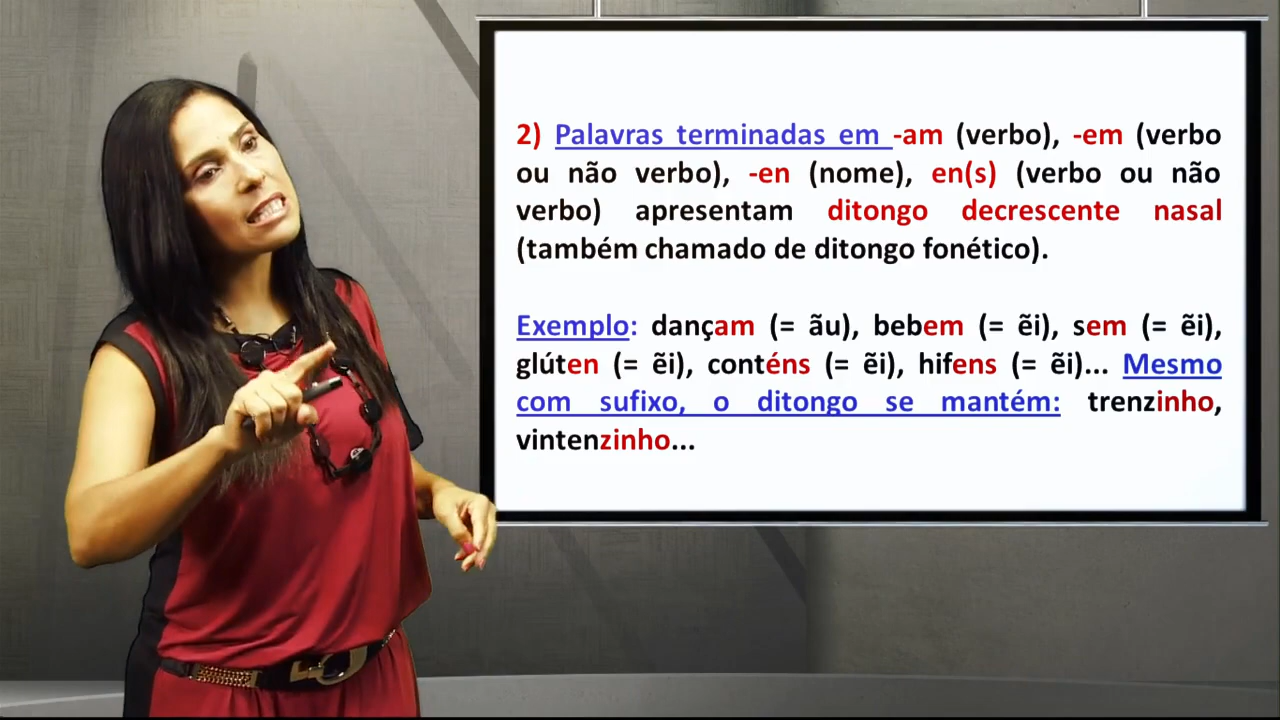 2) Palavras terminadas em -am (verbo), -em (verbo
ou não verbo), -en (nome), en(s) (verbo ou não
verbo) apresentam ditongo decrescente nasal
(também chamado de ditongo fonético).
Exemplo: dançam (= ãu), bebem (= ẽi), sem (= ẽi),
glúten (= ẽi), conténs (= ẽi), hifens (= ẽi)... Mesmo
com sufixo, o ditongo se mantém: trenzinho,
vintenzinho...